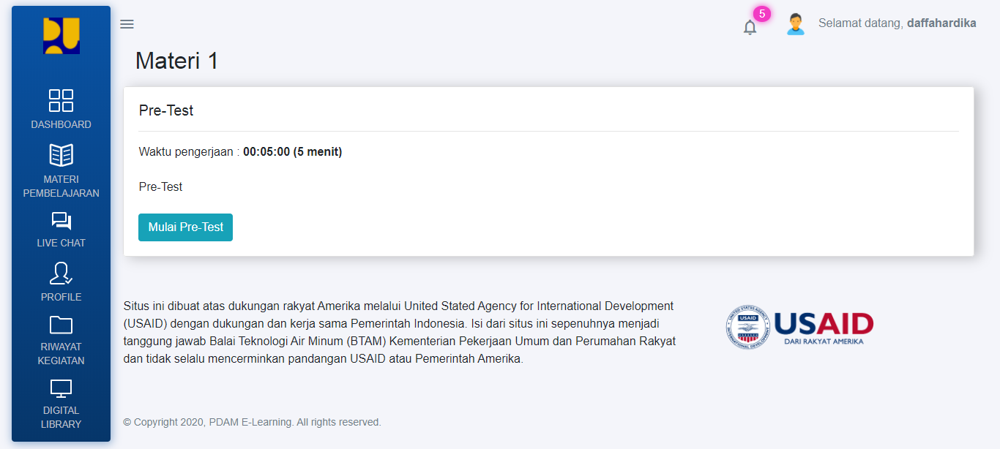 5
Selamat datang, daffahardika
Materi 1
DASHBOARD
MATERI
PEMBELAJARAN
LIVE CHAT
PROFILE
RIWAYAT
KEGIATAN
DIGITAL
LIBRARY
Pre-Test
Waktu pengerjaan : 00:05:00 (5 menit)
Pre-Test
Mulai Pre-Test
Situs ini dibuat atas dukungan rakyat Amerika melalui United Stated Agency for International Development
(USAID) dengan dukungan dan kerja sama Pemerintah Indonesia. Isi dari situs ini sepenuhnya menjadi
tanggung jawab Balai Teknologi Air Minum (BTAM) Kementerian Pekerjaan Umum dan Perumahan Rakyat
dan tidak selalu mencerminkan pandangan USAID atau Pemerintah Amerika.
UNITED STATES AGENCY
USAID
INTERNATIONAL DEVELOPMENT
USAID
DARI RAKYAT AMERIKA
© Copyright 2020, PDAM E-Learning. All rights reserved.